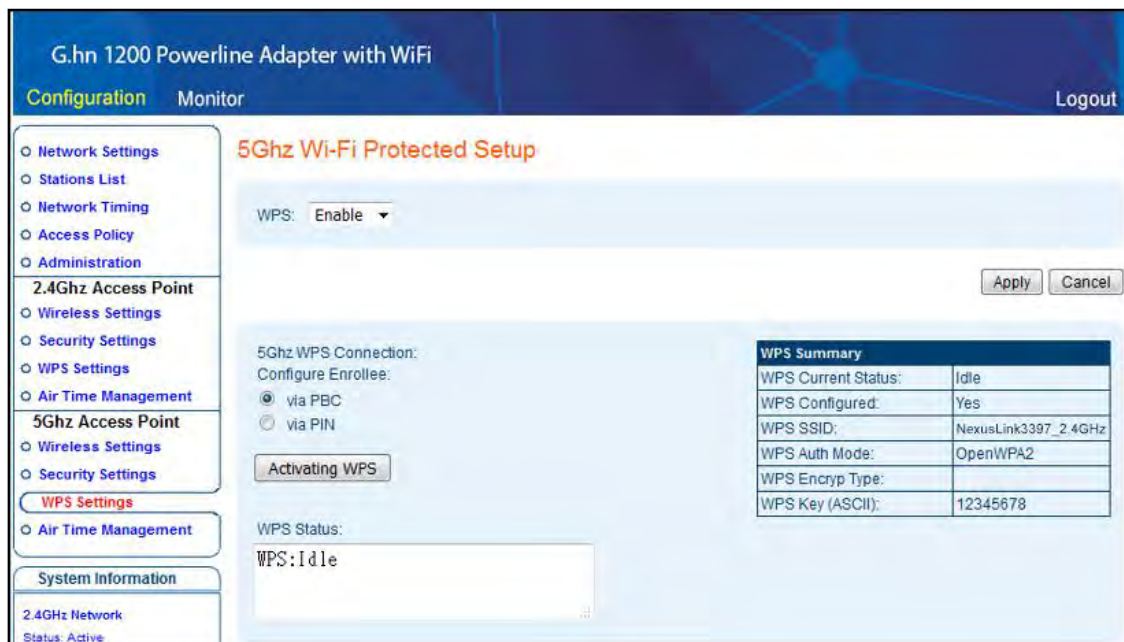 G.hn 1200 Powerline Adapter with WiFi
Configuration Monitor Logout
Network Settings
Stations List
Network Timing
Access Policy
Administration
2.4Ghz Access Point
Wireless Settings
Security Settings
WPS Settings
Air Time Management
5Ghz Access Point
Wireless Settings
Security Settings
WPS Settings
Air Time Management
System Information
2.4GHz Network
Status: Active
5Ghz Wi-Fi Protected Setup
WPS: Enable
Apply Cancel
5Ghz WPS Connection:
Configure Enrollee:
via PBC
via PIN
Activating WPS
WPS Status:
WPS:Idle
WPS Summary
WPS Current Status: Idle
WPS Configured: Yes
WPS SSID: NexusLink3397_2.4GHz
WPS Auth Mode: OpenWPA2
WPS Encryp Type:
WPS Key (ASCII): 12345678